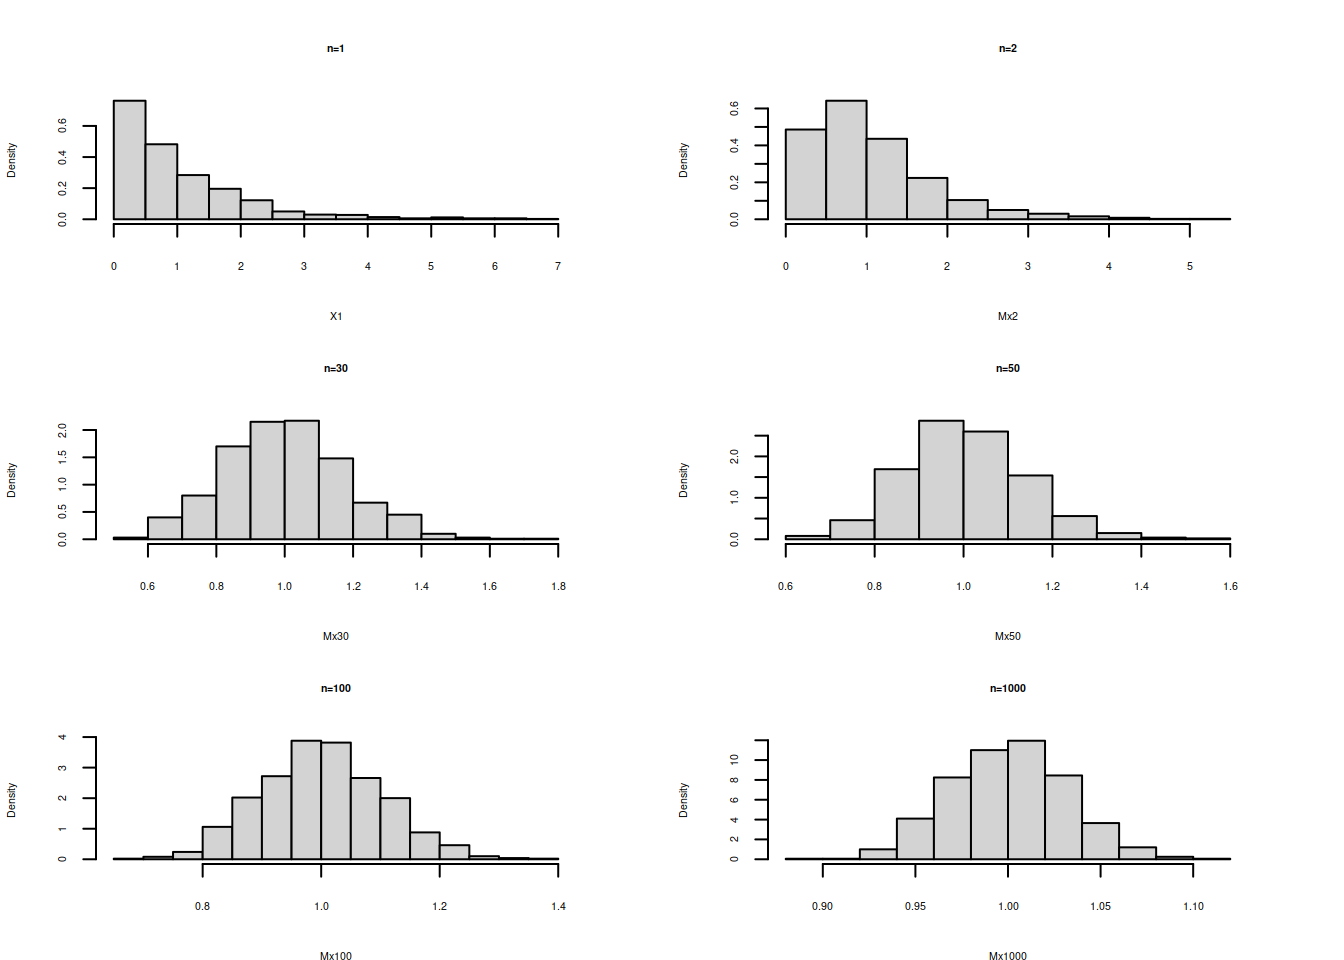 n=1
Density
0.0 0.2 0.4 0.6
0 1 2 3 4 5 6 7
X1
n=2
Density
0.0 0.2 0.4 0.6
0 1 2 3 4 5
Mx2
n=30
Density
0.0 0.5 1.0 1.5 2.0
0.6 0.8 1.0 1.2 1.4 1.6 1.8
Mx30
n=50
Density
0.0 1.0 2.0
0.6 0.8 1.0 1.2 1.4 1.6
Mx50
n=100
Density
0 1 2 3 4
0.8 1.0 1.2 1.4
Mx100
n=1000
Density
0 2 4 6 8 10
0.90 0.95 1.00 1.05 1.10
Mx1000